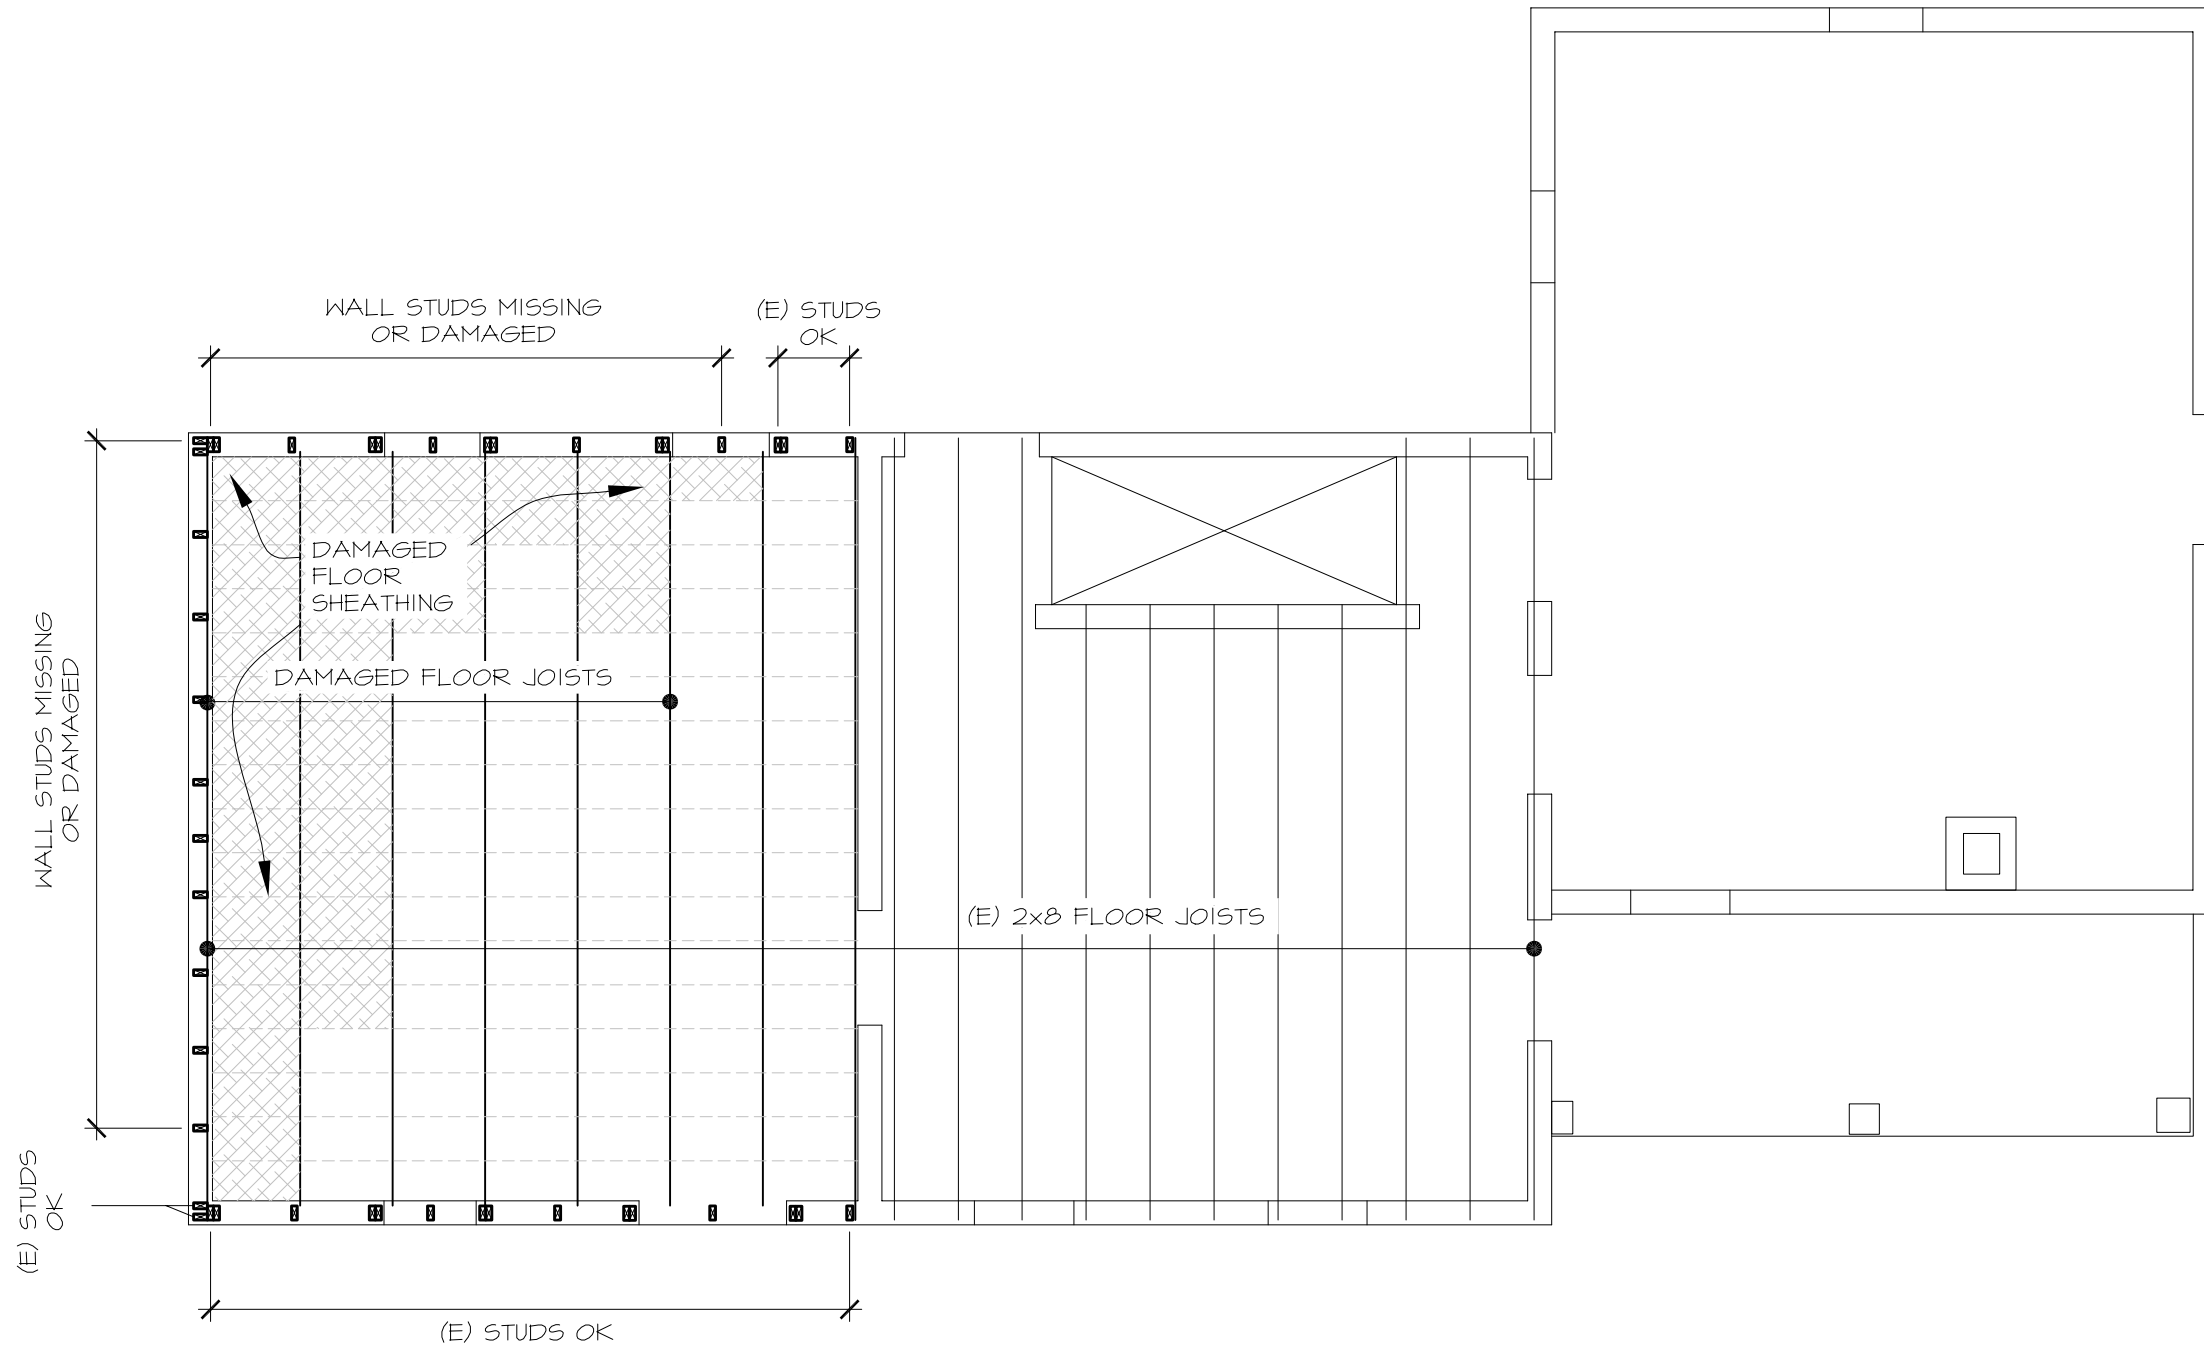 WALL STUDS MISSING
OR DAMAGED
(E) STUDS
OK
DAMAGED
FLOOR
SHEATHING
DAMAGED FLOOR JOISTS
WALL STUDS MISSING
OR DAMAGED
(E) 2x8 FLOOR JOISTS
(E) STUDS
OK
(E) STUDS OK